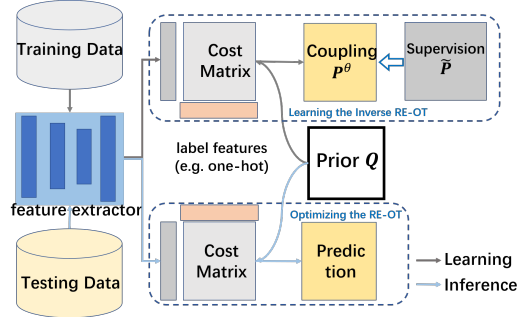 Training Data
Cost
Matrix
Coupling
P^θ
Supervision
P̃
Learning the Inverse RE-OT
label features
(e.g. one-hot)
Prior Q
feature extractor
Optimizing the RE-OT
Testing Data
Cost
Matrix
Predic
tion
Learning
Inference